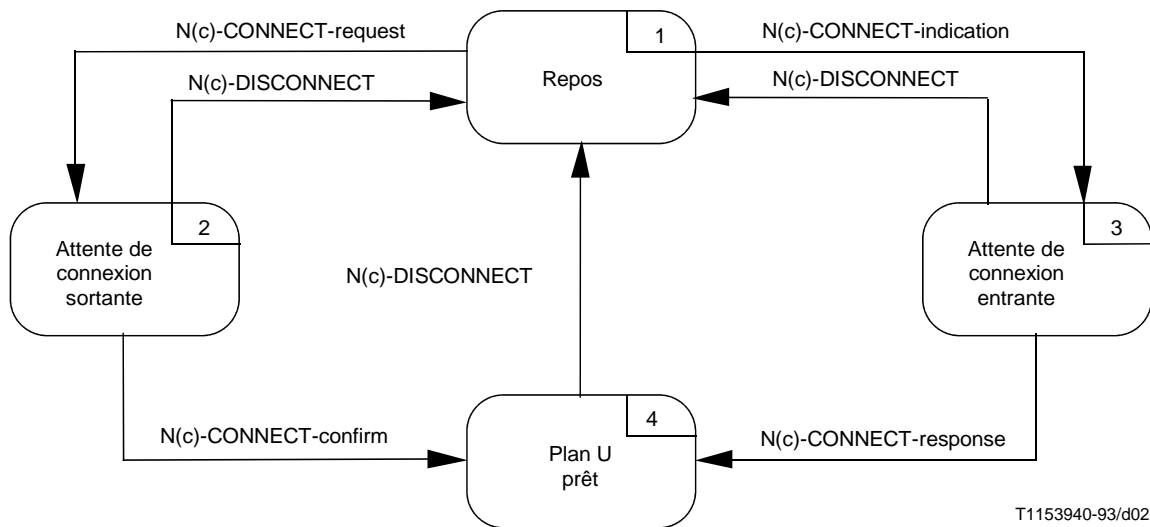 N(c)-CONNECT-request
1
N(c)-CONNECT-indication
N(c)-DISCONNECT
Repos
N(c)-DISCONNECT
2
3
Attente de
connexion
sortante
Attente de
connexion
entrante
N(c)-DISCONNECT
4
N(c)-CONNECT-confirm
Plan U
prêt
N(c)-CONNECT-response
T1153940-93/d02